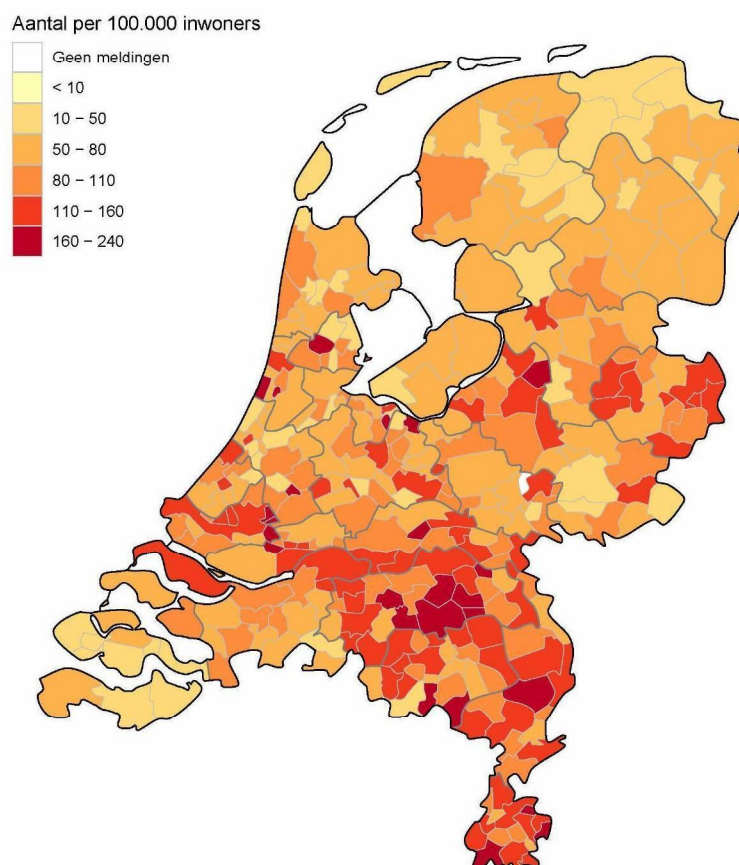 Aantal per 100.000 inwoners
Geen meldingen
< 10
10 – 50
50 – 80
80 – 110
110 – 160
160 – 240